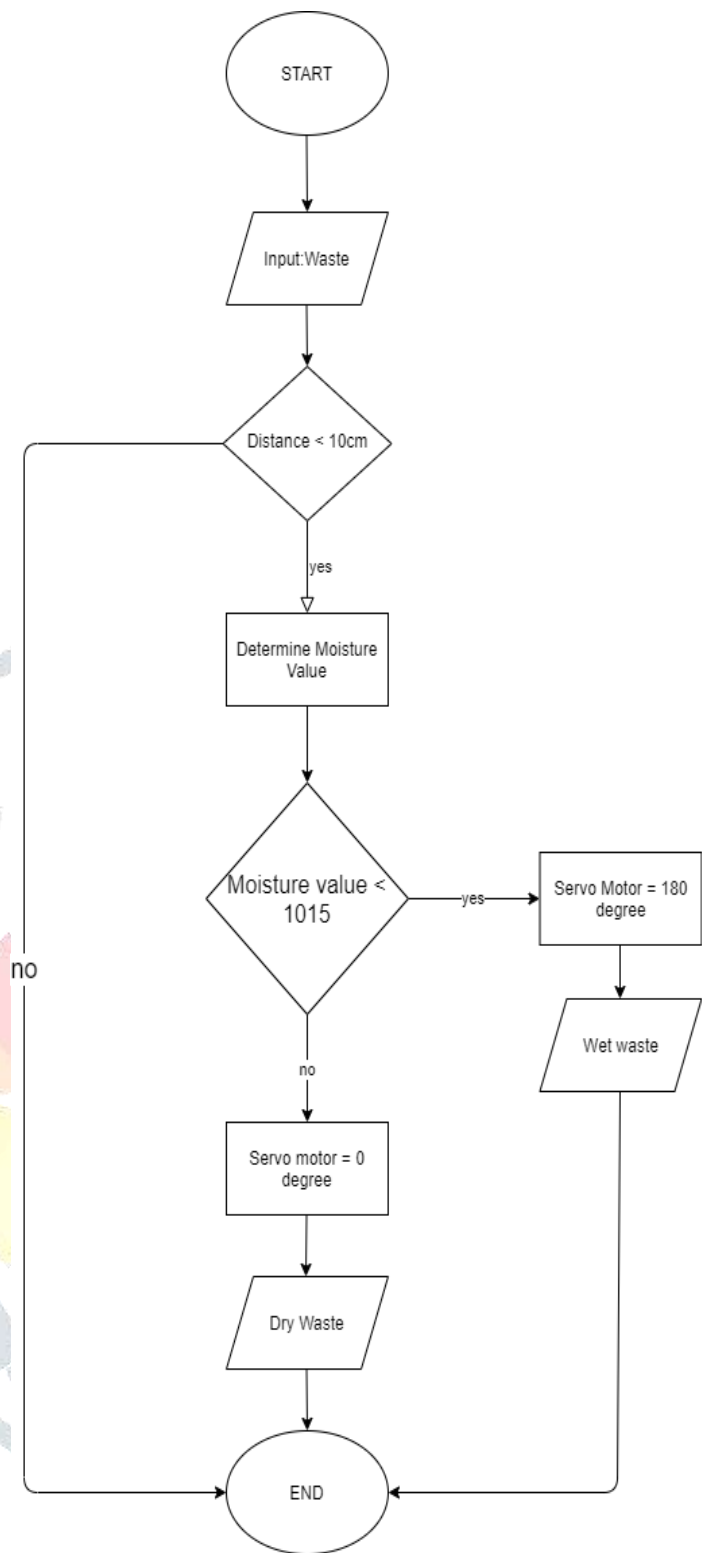 START
Input:Waste
Distance < 10cm
yes
Determine Moisture
Value
Moisture value <
1015
yes
Servo Motor = 180
degree
Wet waste
no
no
Servo motor = 0
degree
Dry Waste
END